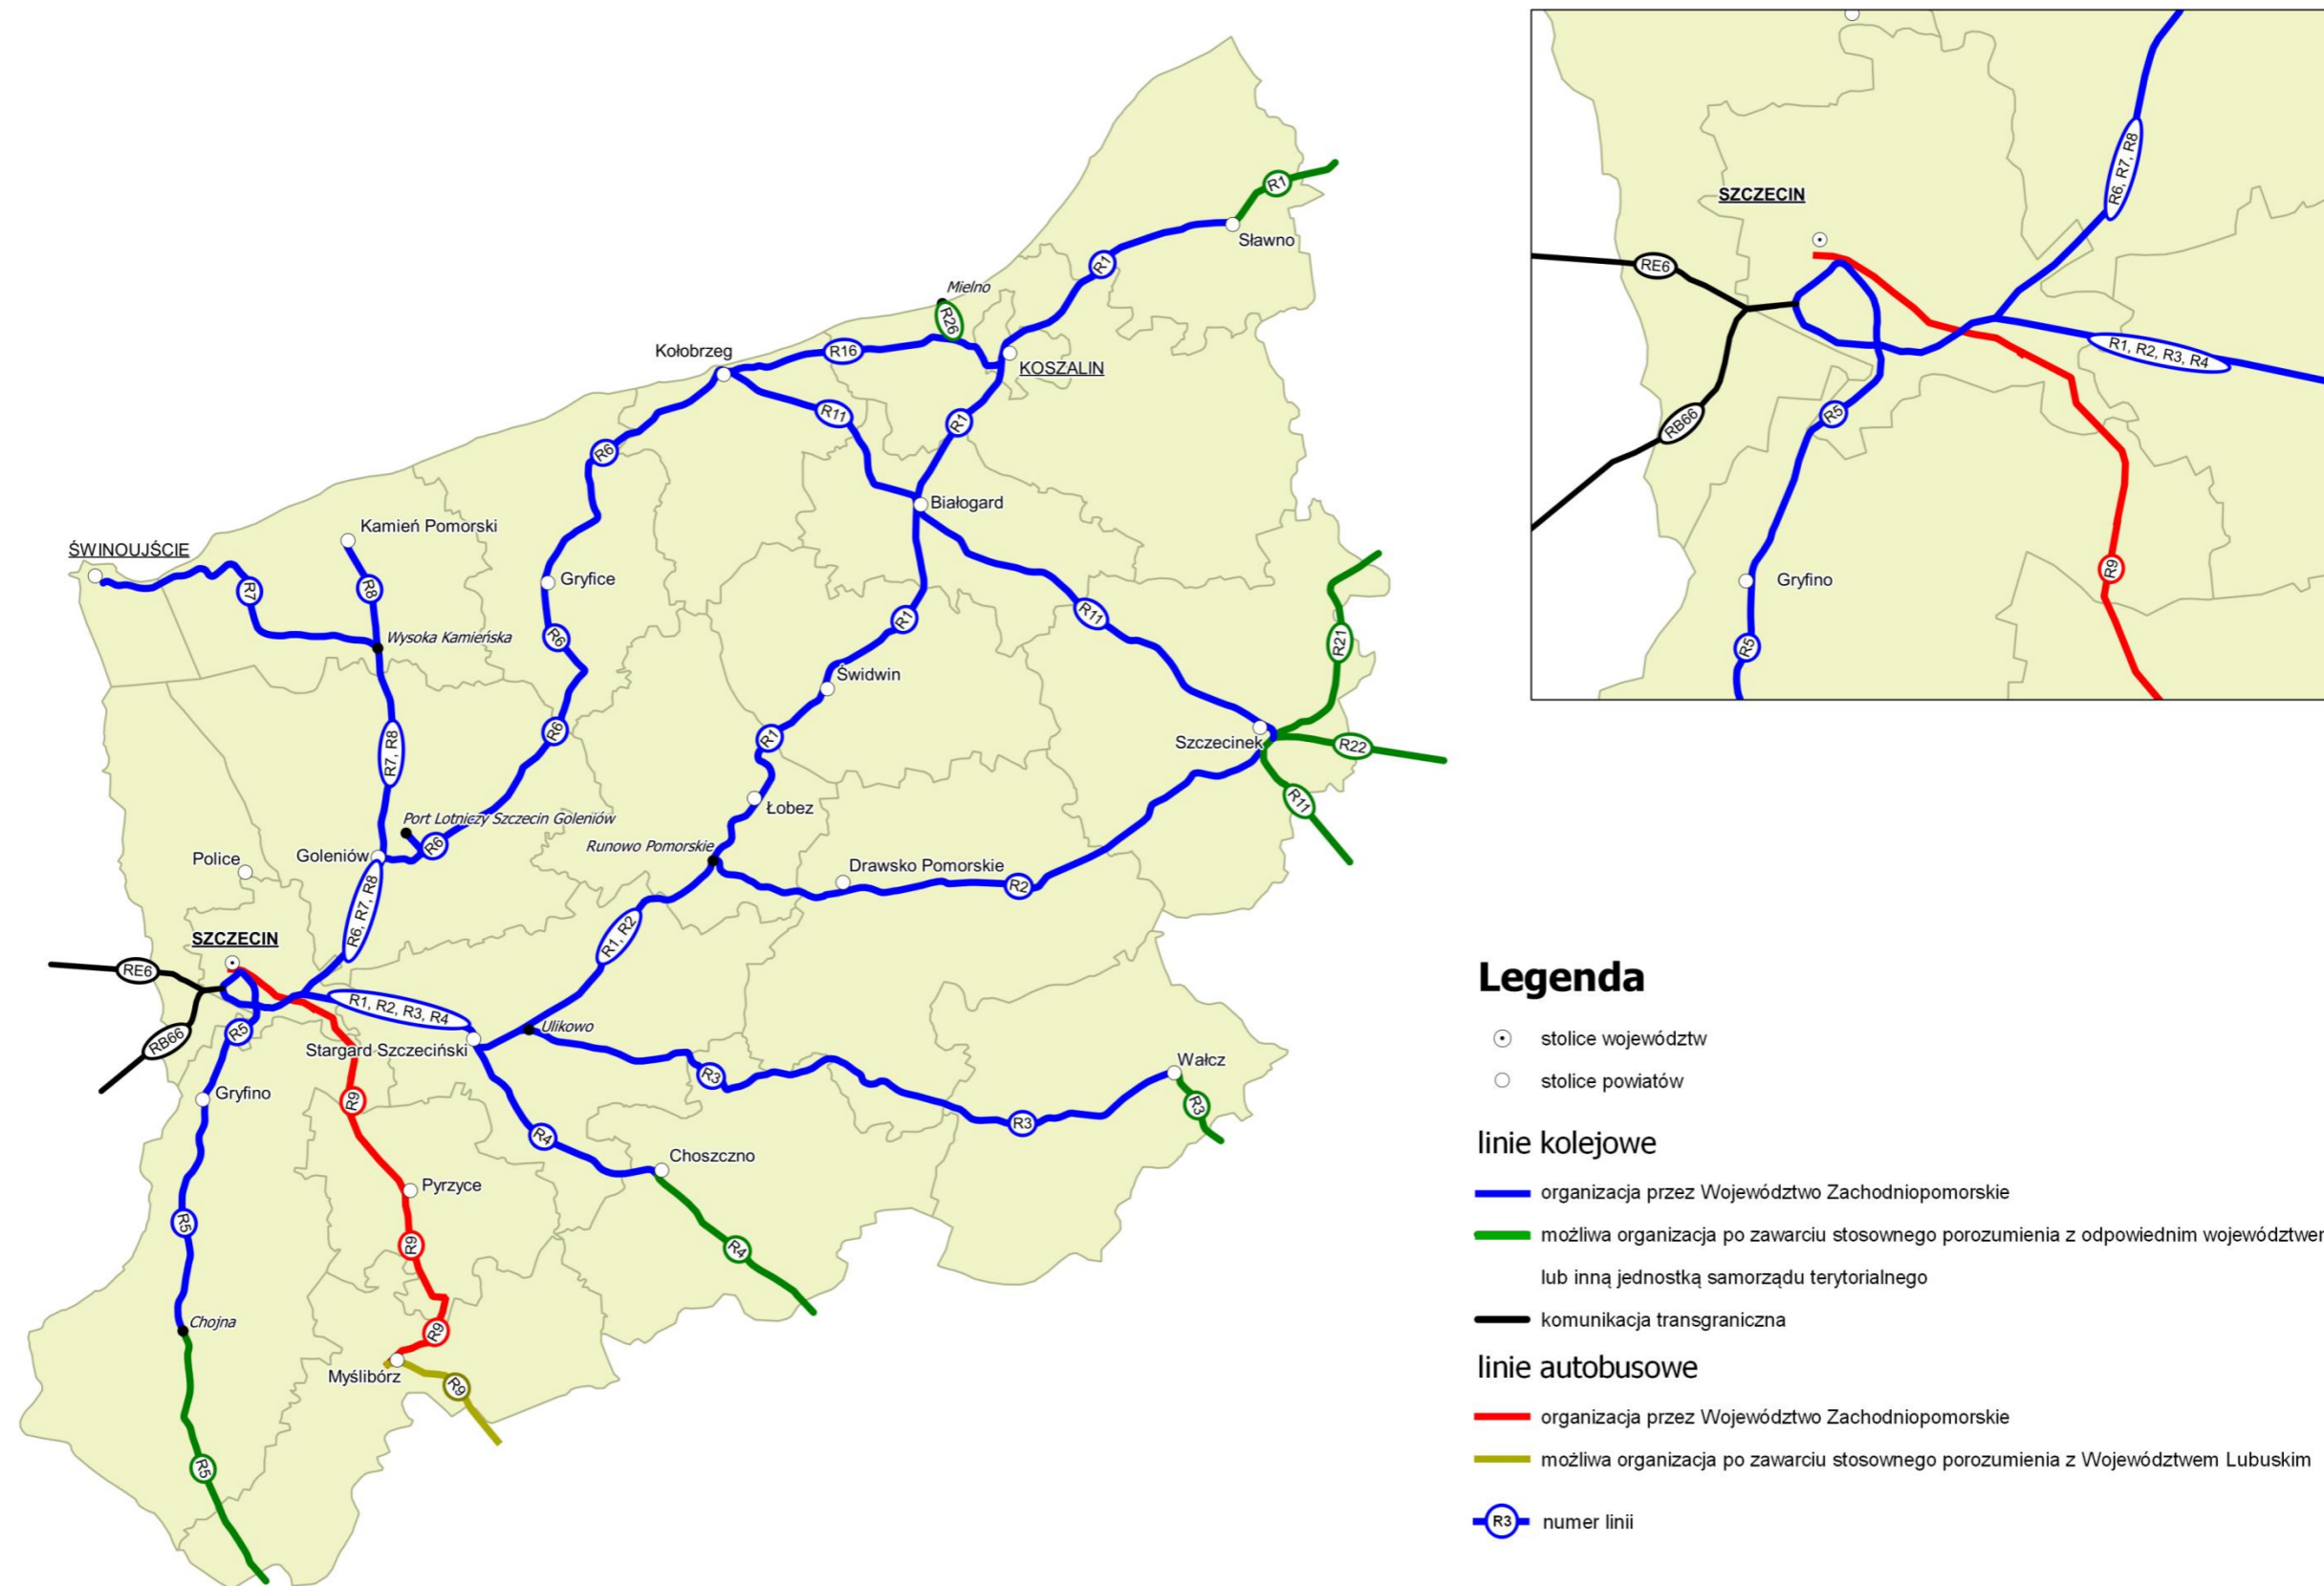 R1
Sławno
Mielno
R26
R1
Kołobrzeg
R16
KOSZALIN
R11
R1
R6
Białogard
Kamień Pomorski
ŚWINOUJŚCIE
R7
R8
Gryfice
R1
R11
Wysoka Kamieńska
R6
R21
Świdwin
R7, R8
R6
R1
Szczecinek
R22
Łobez
R11
Port Lotniczy Szczecin Goleniów
R6
Runowo Pomorskie
Police
Goleniów
Drawsko Pomorskie
R2
R6, R7, R8
R1, R2
SZCZECIN
RE6
R1, R2, R3, R4
Ulikowo
R5
RB66
Stargard Szczeciński
Wałcz
R3
Gryfino
R9
R3
R3
R4
Choszczno
Pyrzyce
R5
R9
R4
Chojna
R9
Myślibórz
R9
R5
R6, R7, R8
SZCZECIN
RE6
R1, R2, R3, R4
R5
RB66
R9
Gryfino
R5
Legenda
stolice województw
stolice powiatów
linie kolejowe
organizacja przez Województwo Zachodniopomorskie
możliwa organizacja po zawarciu stosownego porozumienia z odpowiednim
lub inną jednostką samorządu terytorialnego
komunikacja transgraniczna
linie autobusowe
organizacja przez Województwo Zachodniopomorskie
możliwa organizacja po zawarciu stosownego porozumienia z Województwem Lubuskim
R3 numer linii